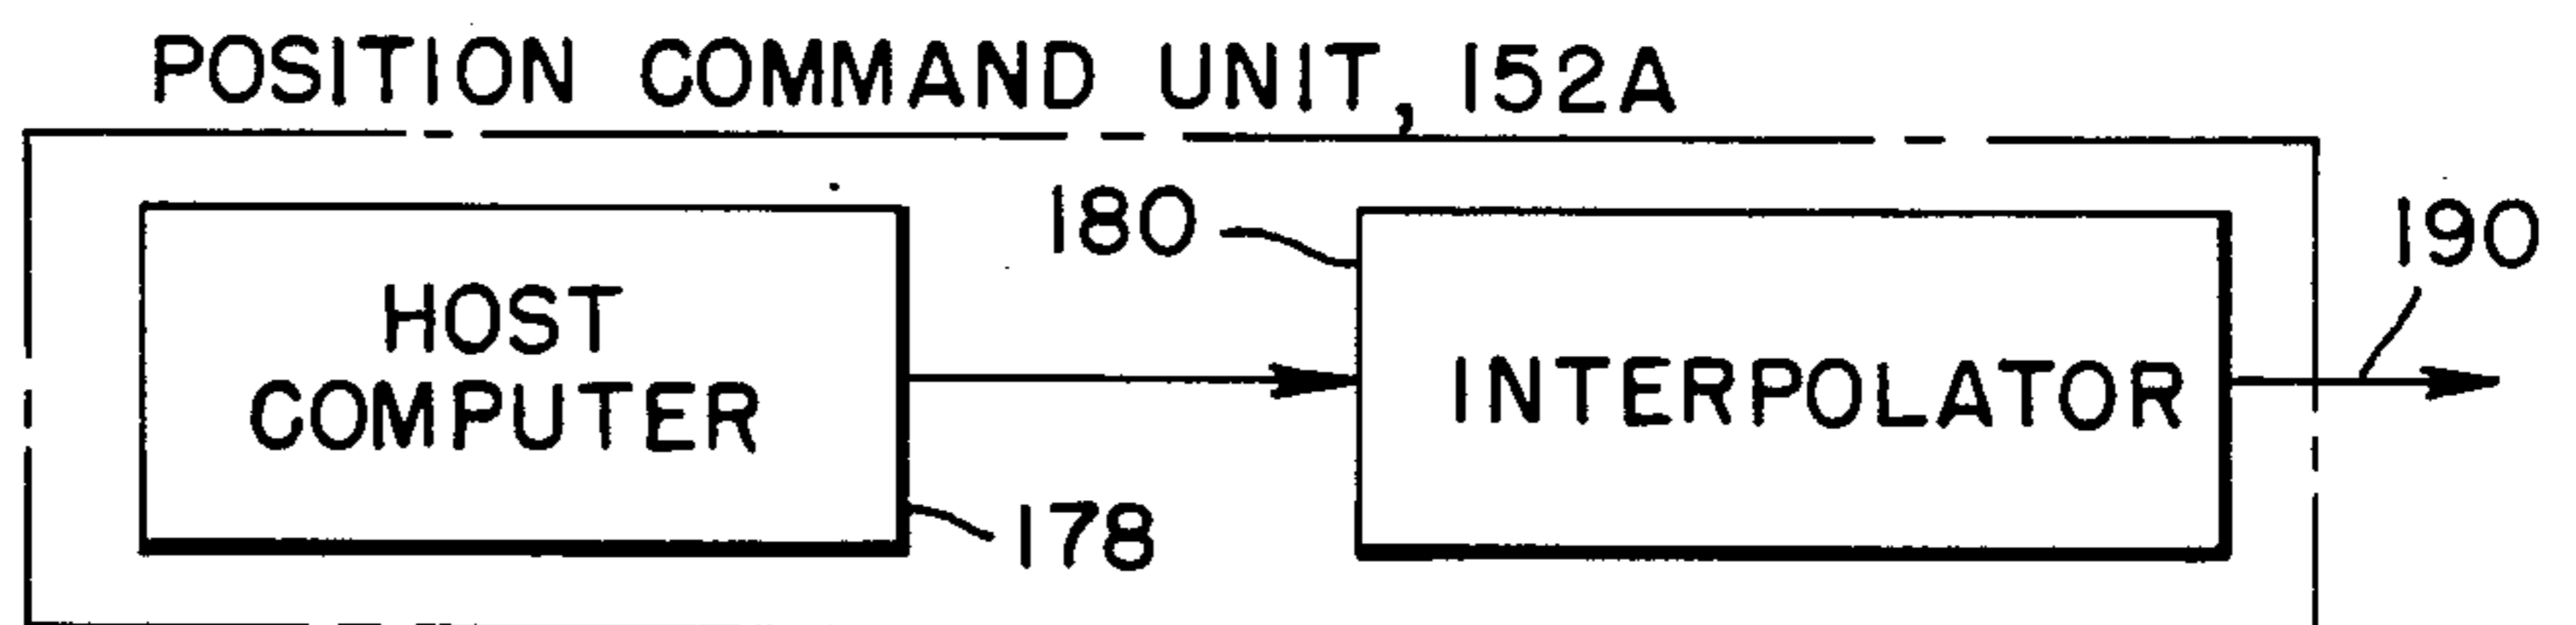 POSITION COMMAND UNIT, 152A
180
190
HOST
COMPUTER
INTERPOLATOR
178